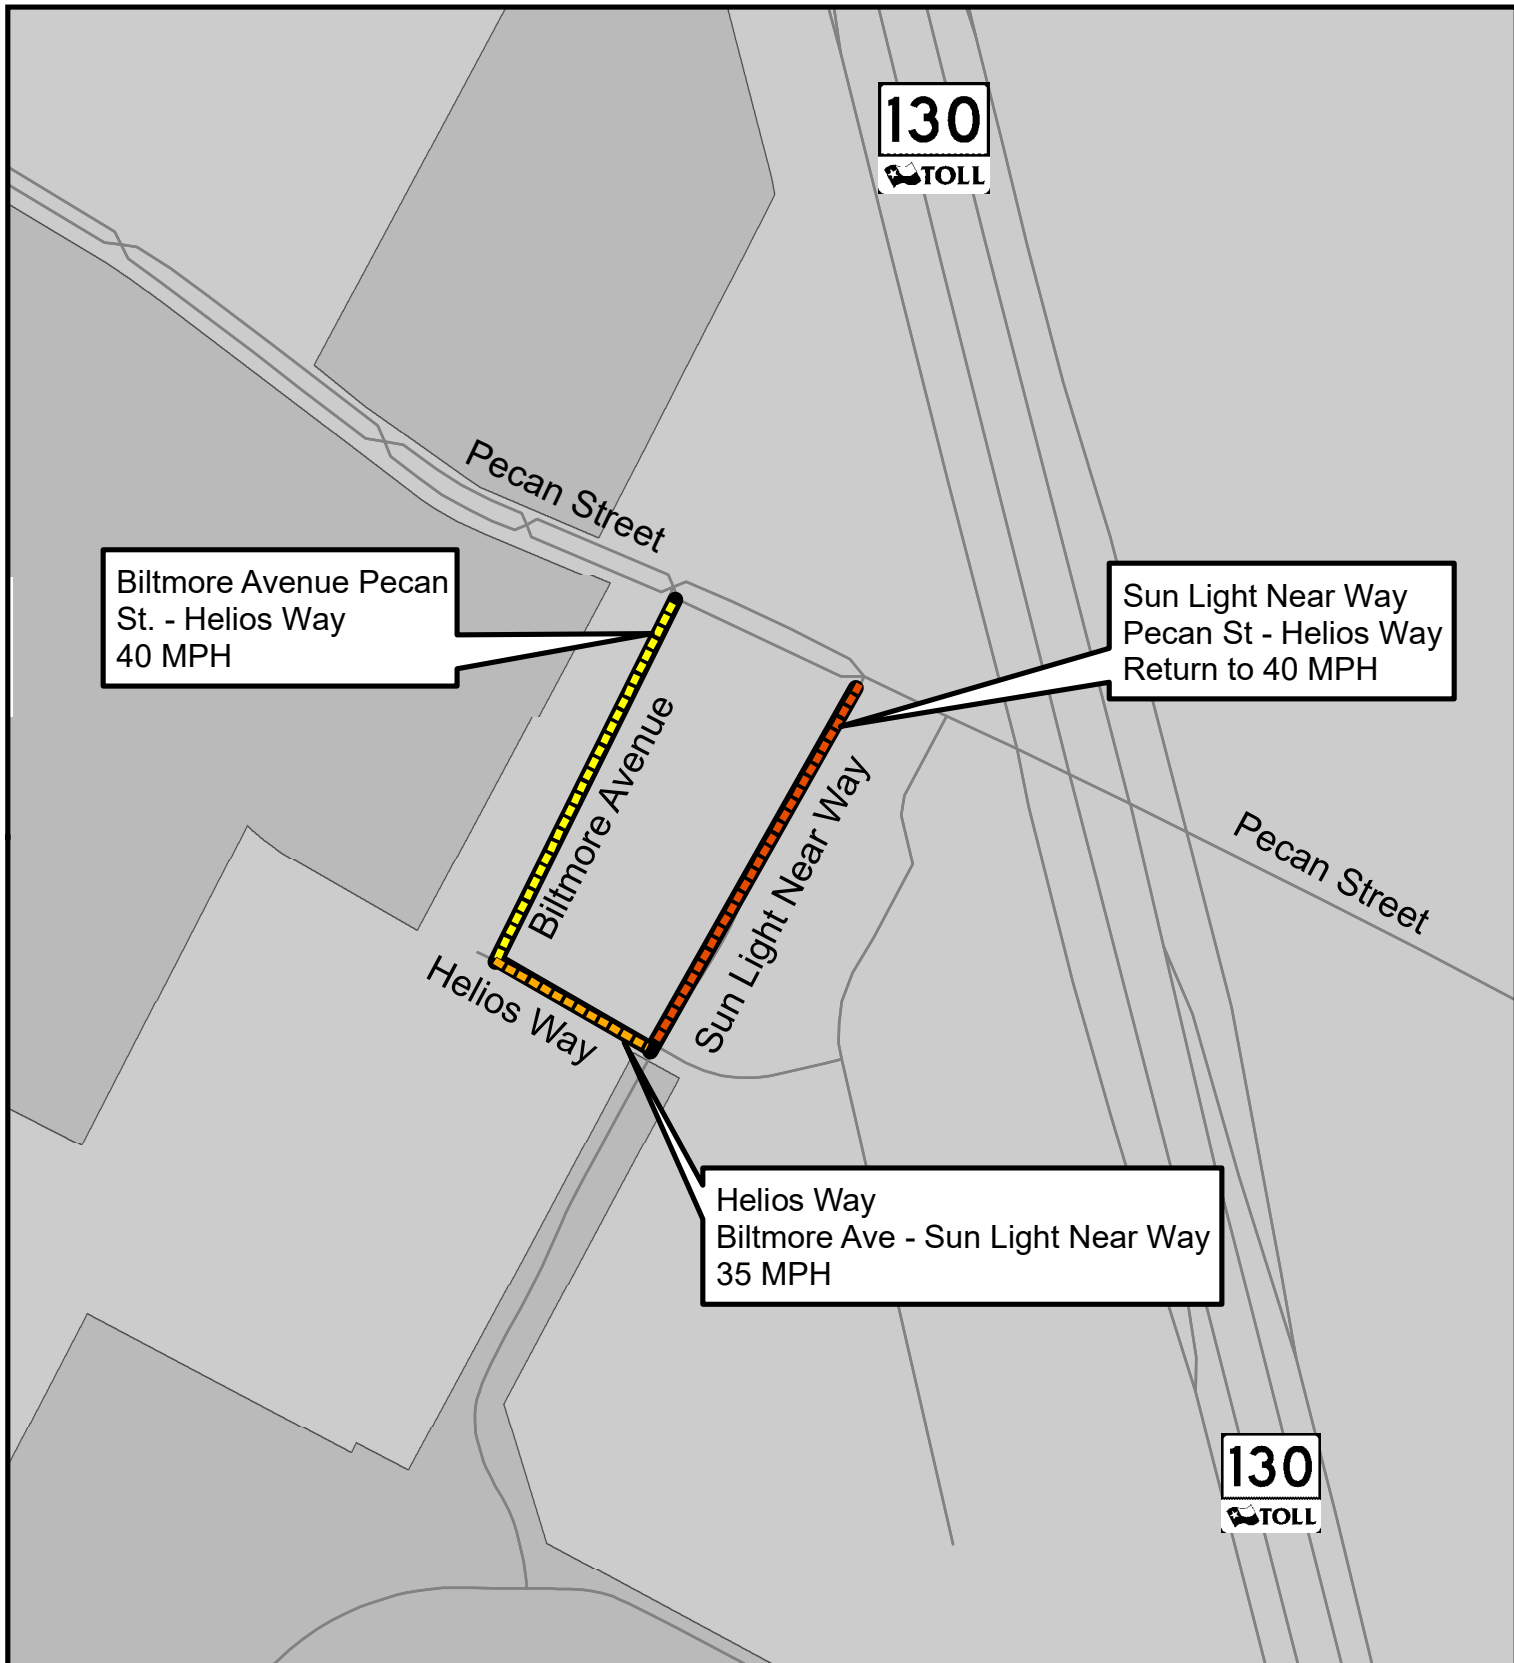 130
TOLL
Pecan Street
Biltmore Avenue Pecan
St. - Helios Way
40 MPH
Sun Light Near Way
Pecan St - Helios Way
Return to 40 MPH
Biltmore Avenue
Sun Light Near Way
Pecan Street
Helios Way
Helios Way
Biltmore Ave - Sun Light Near Way
35 MPH
130
TOLL